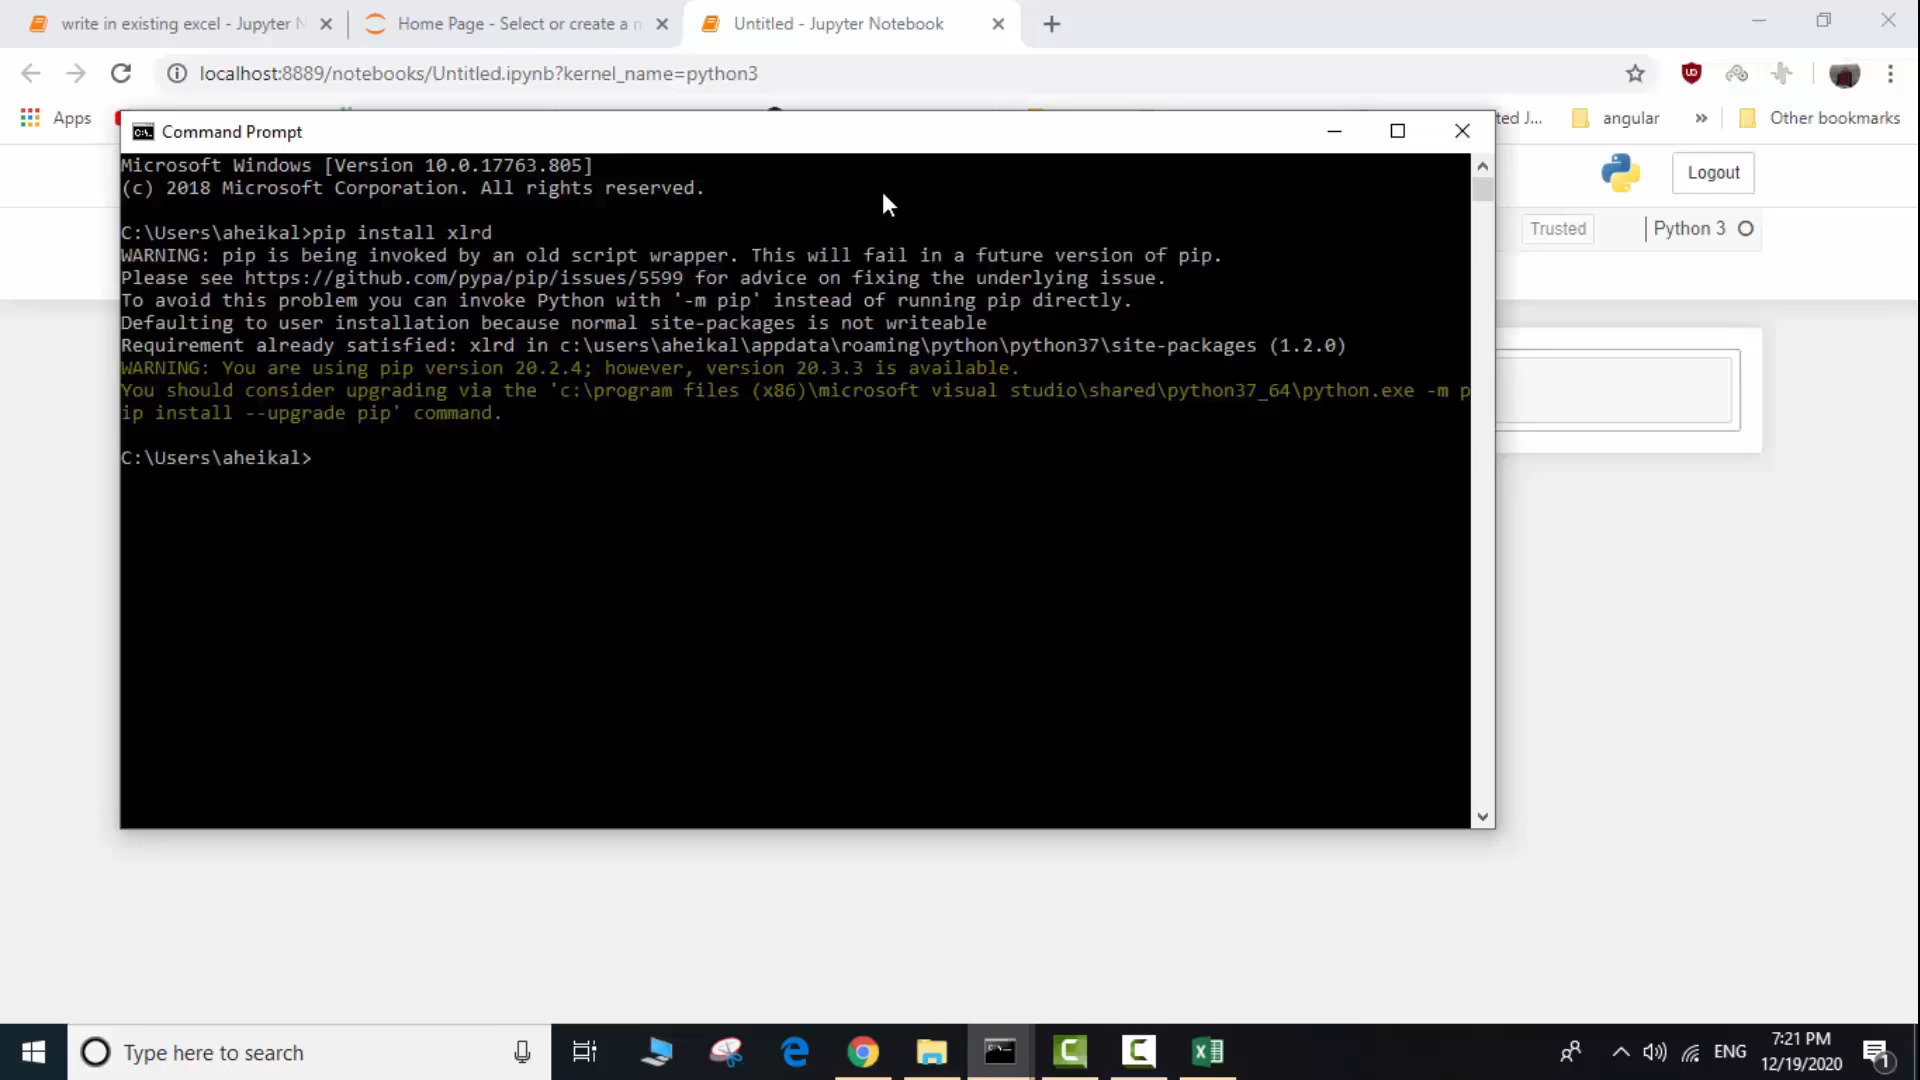 write in existing excel - Jupyter N
Home Page - Select or create a n
Untitled - Jupyter Notebook
localhost:8889/notebooks/Untitled.ipynb?kernel_name=python3
Apps
ted J...
angular
Other bookmarks
Command Prompt
Logout
Trusted
Python 3
Microsoft Windows [Version 10.0.17763.805]
(c) 2018 Microsoft Corporation. All rights reserved.
C:\Users\aheikal>pip install xlrd
WARNING: pip is being invoked by an old script wrapper. This will fail in a future version of pip.
Please see https://github.com/pypa/pip/issues/5599 for advice on fixing the underlying issue.
To avoid this problem you can invoke Python with '-m pip' instead of running pip directly.
Defaulting to user installation because normal site-packages is not writeable
Requirement already satisfied: xlrd in c:\users\aheikal\appdata\roaming\python\python37\site-packages (1.2.0)
WARNING: You are using pip version 20.2.4; however, version 20.3.3 is available.
You should consider upgrading via the 'c:\program files (x86)\microsoft visual studio\shared\python37_64\python.exe -m p
ip install --upgrade pip' command.
C:\Users\aheikal>
Type here to search
ENG
7:21 PM
12/19/2020
1